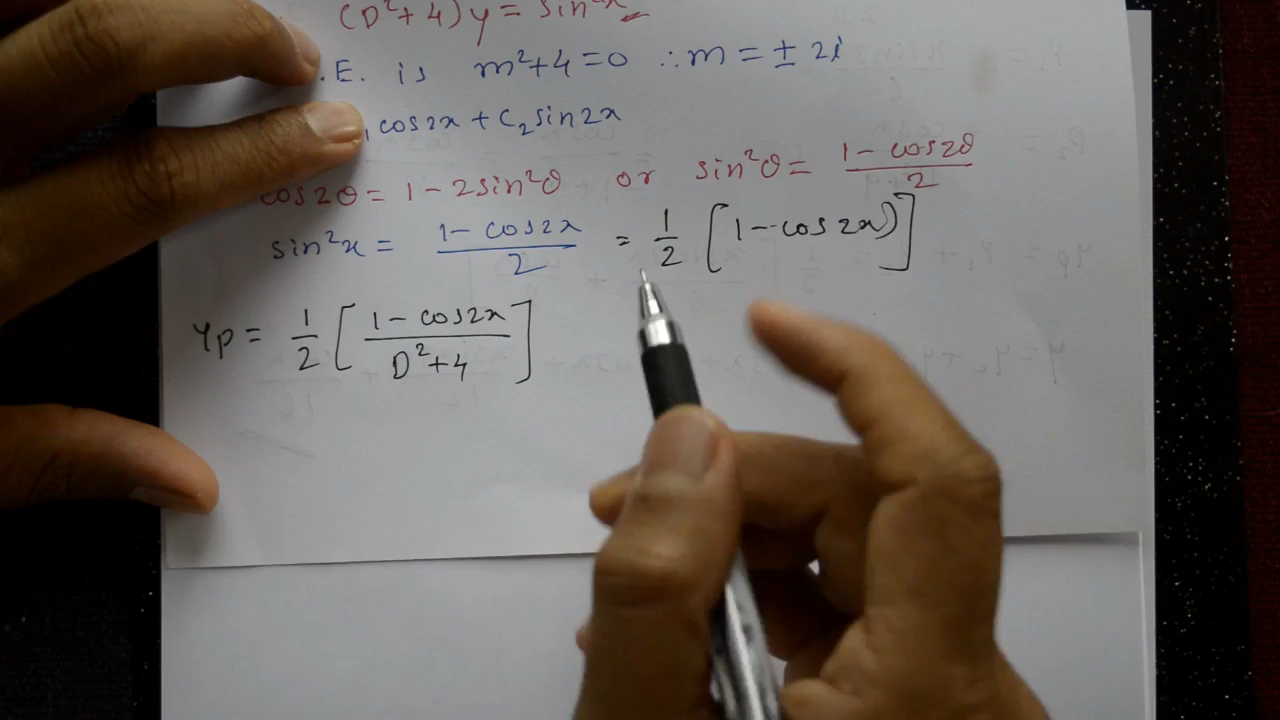 (D²+4)y = sin²x
.E. is m²+4=0 ∴ m = ± 2i
cos2x + C₂ sin2x
cos2θ = 1 - 2sin²θ or sin²θ = (1 - cos2θ)/2
sin²x = (1 - cos2x)/2 = 1/2 [1 - cos2x)]
yp = 1/2 [(1 - cos2x)/(D²+4)]